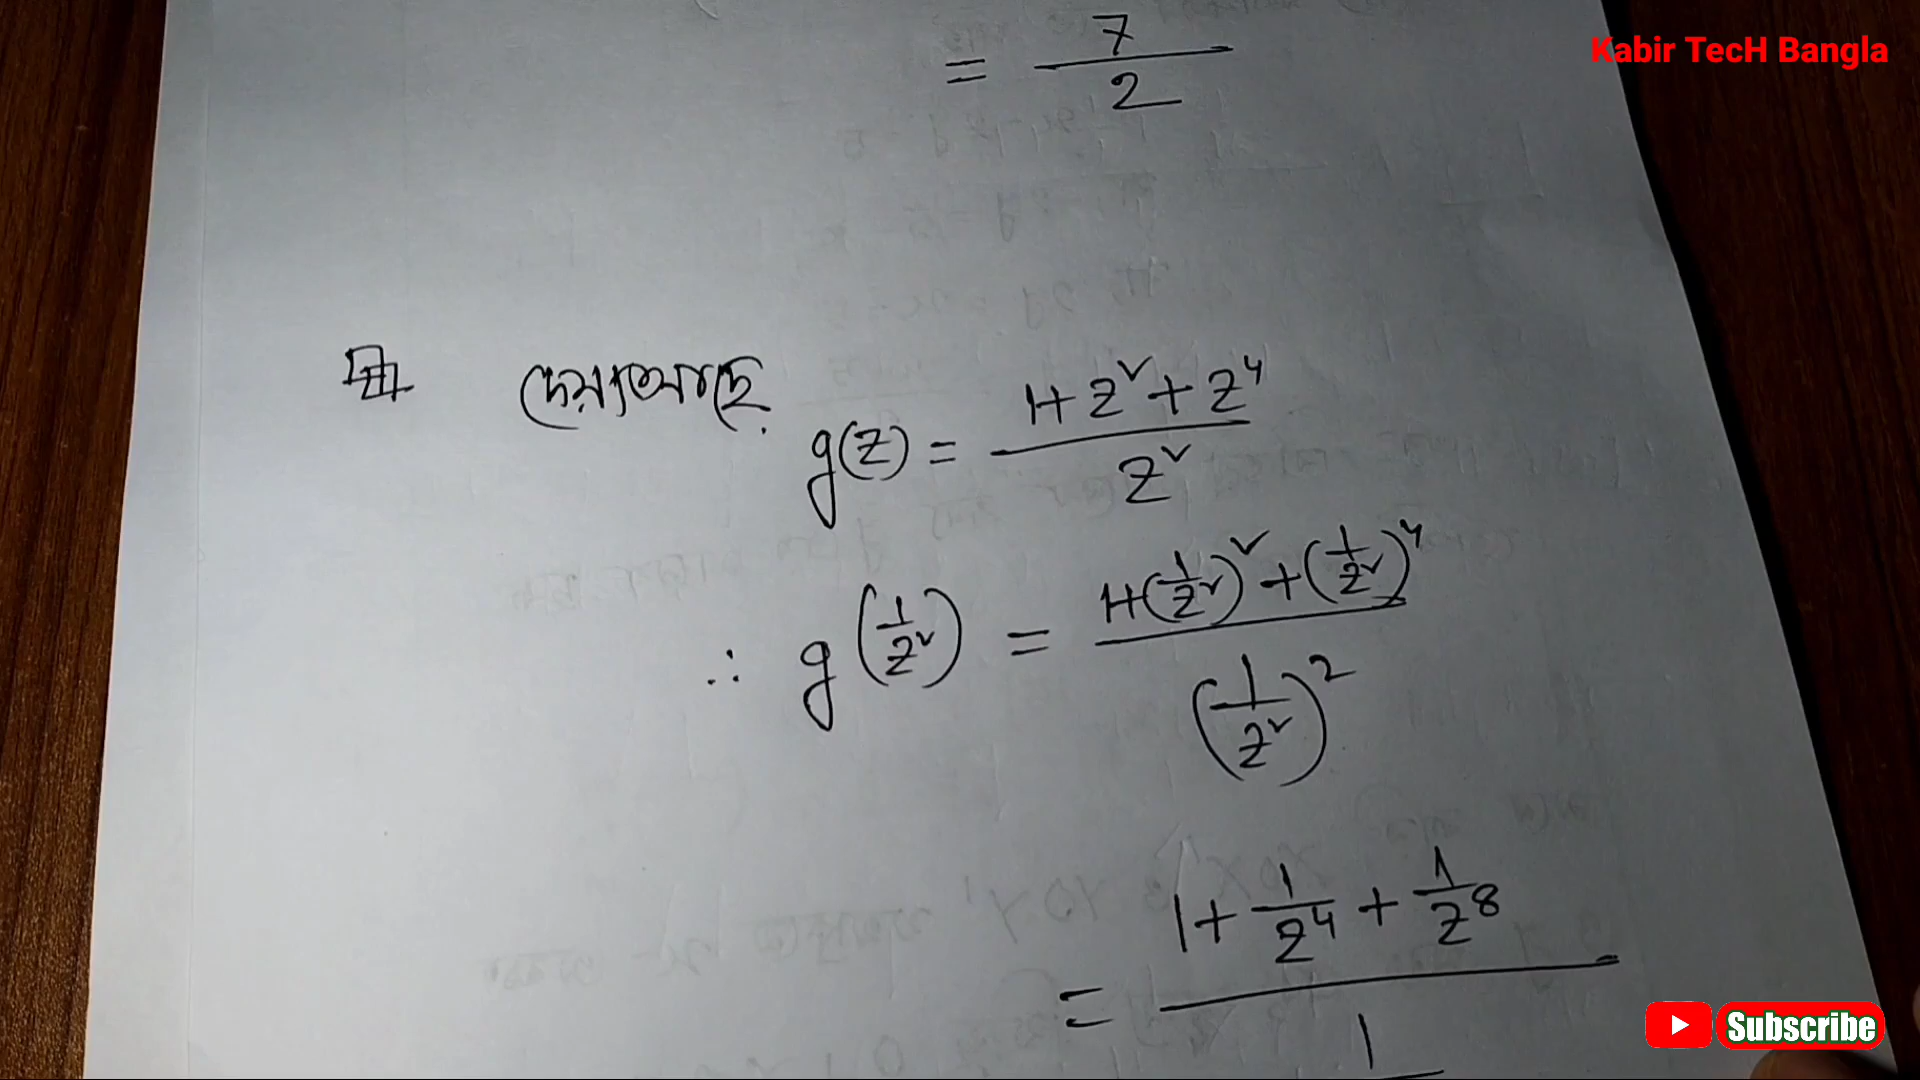 Kabir TecH Bangla
= 7/2
খ দেয়া আছে,
g(z) = (1+z²+z⁴)/z²
∴ g(1/z²) = (1+(1/z²)²+(1/z²)⁴)/(1/z²)²
= (1+1/z⁴+1/z⁸)/1
Subscribe